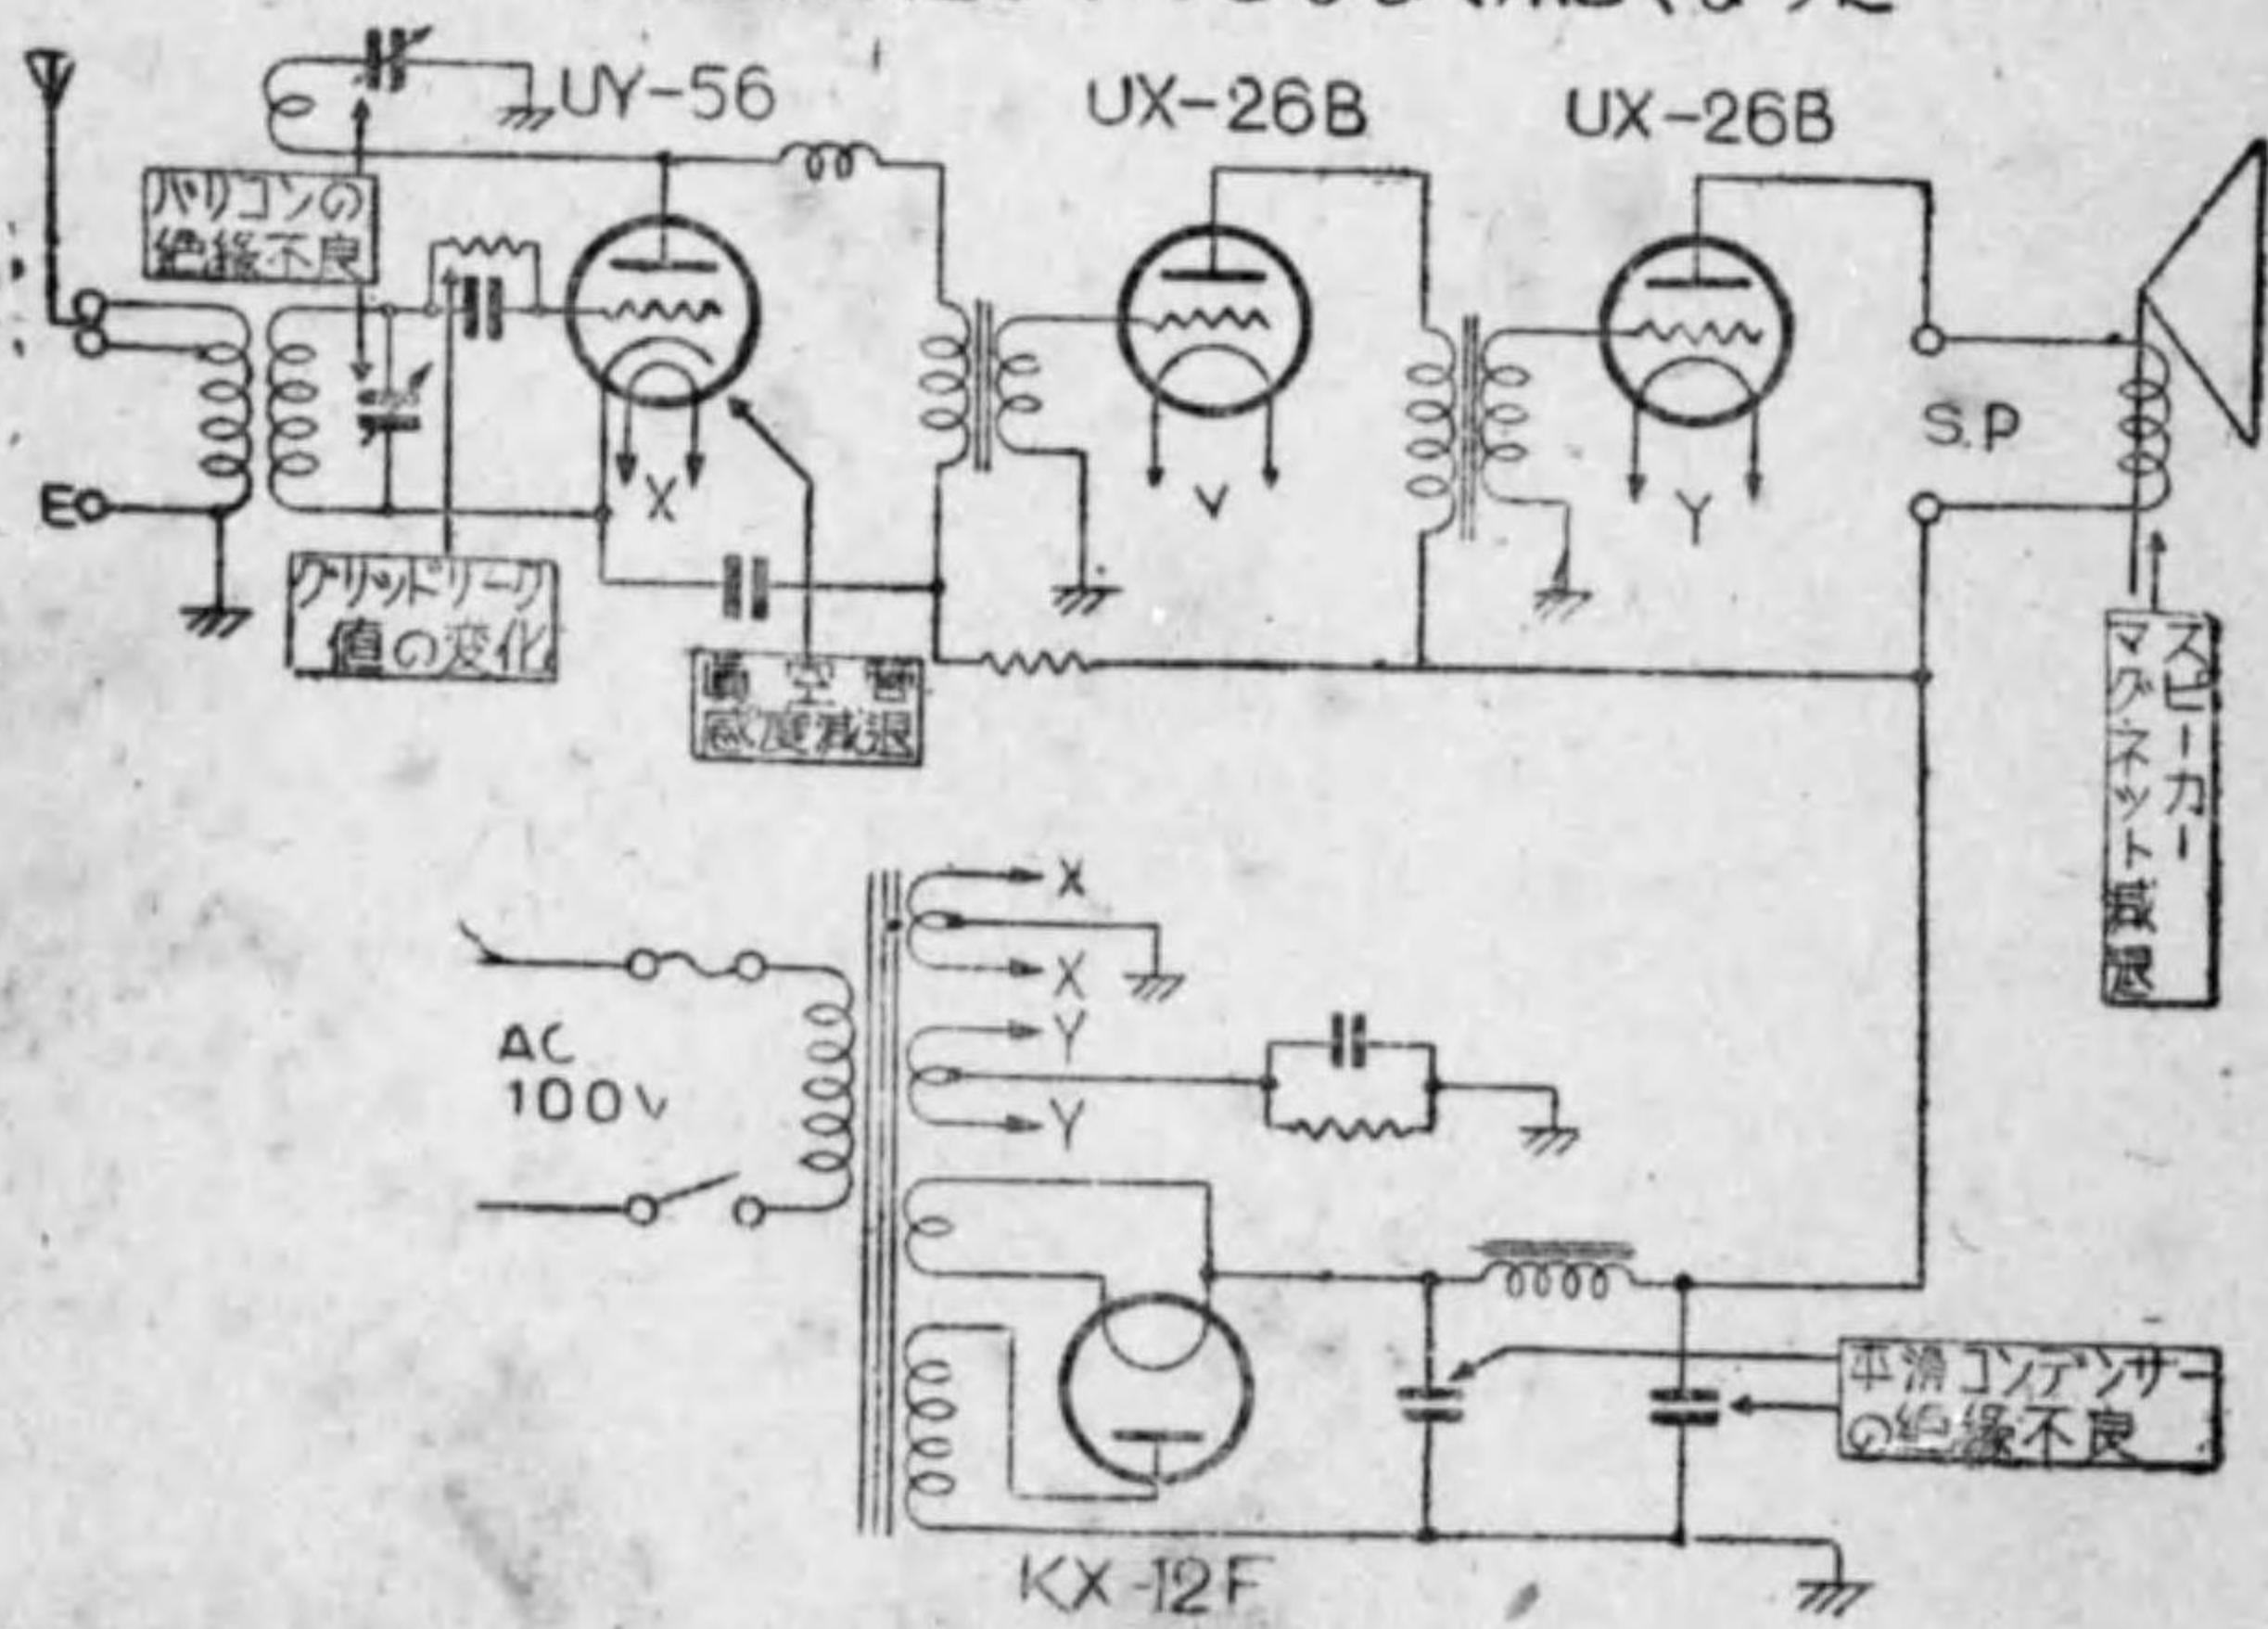 UY-56
UX-26B
UX-26B
バリコンの
絶縁不良
X
V
Y
S.P
E
グリッドリーク
値の変化
真空管
感度減退
スピーカー
マグネット減退
X
X
AC
100V
Y
Y
平滑コンデンサー
の絶縁不良
KX-12F